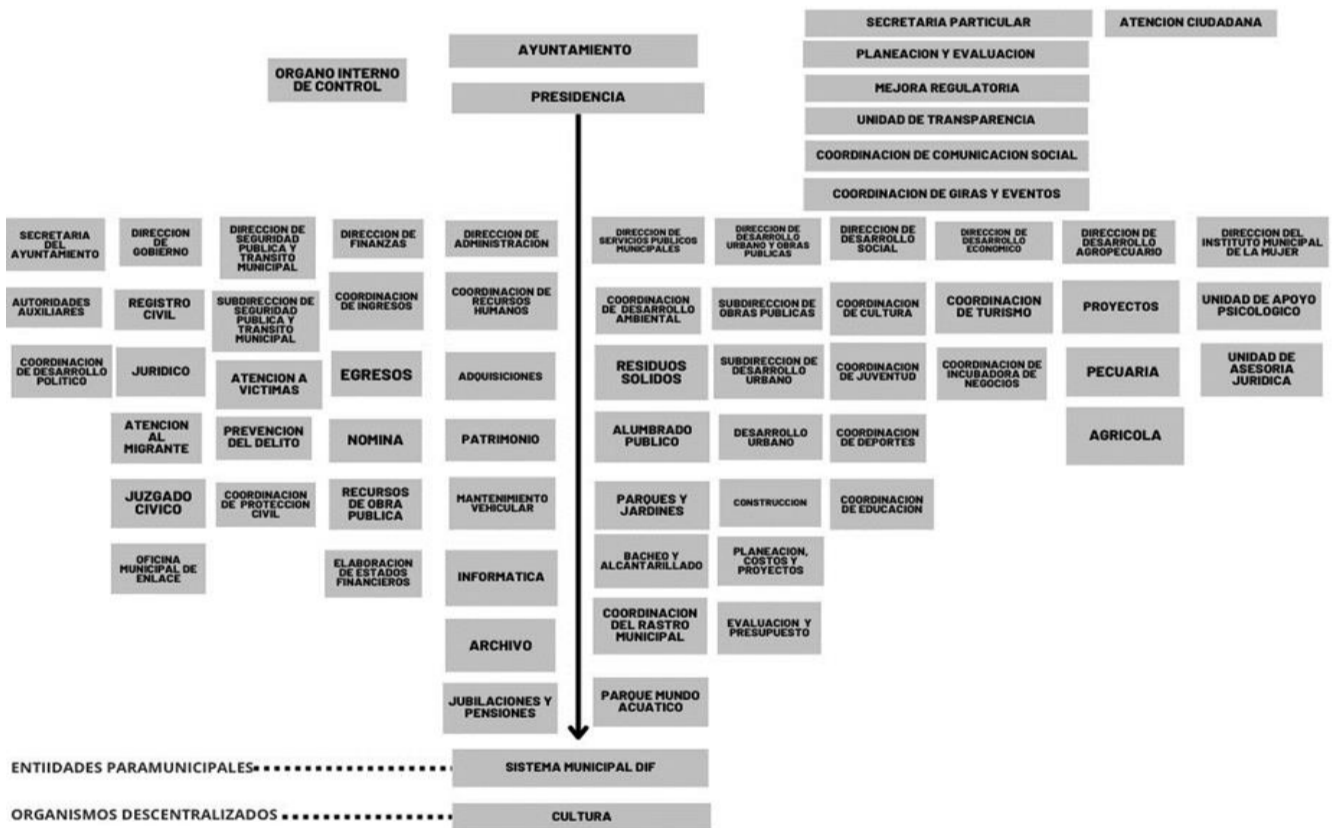 SECRETARIA PARTICULAR
ATENCION CIUDADANA
AYUNTAMIENTO
PLANEACION Y EVALUACION
ORGANO INTERNO
DE CONTROL
MEJORA REGULATORIA
PRESIDENCIA
UNIDAD DE TRANSPARENCIA
COORDINACION DE COMUNICACION SOCIAL
COORDINACION DE GIRAS Y EVENTOS
SECRETARIA
DEL
AYUNTAMIENTO
DIRECCION
DE
GOBIERNO
DIRECCION DE
SEGURIDAD
PUBLICA Y
TRANSITO
MUNICIPAL
DIRECCION
DE FINANZAS
DIRECCION DE
ADMINISTRACION
DIRECCION DE
SERVICIOS PUBLICOS
MUNICIPALES
DIRECCION DE
DESARROLLO
URBANO Y OBRAS
PUBLICAS
DIRECCION DE
DESARROLLO
SOCIAL
DIRECCION DE
DESARROLLO
ECONOMICO
DIRECCION DE
DESARROLLO
AGROPECUARIO
DIRECCION DEL
INSTITUTO MUNICIPAL
DE LA MUJER
AUTORIDADES
AUXILIARES
REGISTRO
CIVIL
SUBDIRECCION DE
SEGURIDAD
PUBLICA Y
TRANSITO
MUNICIPAL
COORDINACION
DE INGRESOS
COORDINACION DE
RECURSOS
HUMANOS
COORDINACION
DE DESARROLLO
AMBIENTAL
SUBDIRECCION DE
OBRAS PUBLICAS
COORDINACION
DE CULTURA
COORDINACION
DE TURISMO
PROYECTOS
UNIDAD DE APOYO
PSICOLOGICO
COORDINACION
DE DESARROLLO
POLITICO
JURIDICO
ATENCION A
VICTIMAS
EGRESOS
ADQUISICIONES
RESIDUOS
SOLIDOS
SUBDIRECCION DE
DESARROLLO
URBANO
COORDINACION
DE JUVENTUD
COORDINACION DE
INCUBADORA DE
NEGOCIOS
PECUARIA
UNIDAD DE
ASESORIA
JURIDICA
ATENCION
AL
MIGRANTE
PREVENCION
DEL DELITO
NOMINA
PATRIMONIO
ALUMBRADO
PUBLICO
DESARROLLO
URBANO
COORDINACION
DE DEPORTES
AGRICOLA
JUZGADO
CIVICO
COORDINACION
DE PROTECCION
CIVIL
RECURSOS
DE OBRA
PUBLICA
MANTENIMIENTO
VEHICULAR
PARQUES Y
JARDINES
CONSTRUCCION
COORDINACION
DE EDUCACION
OFICINA
MUNICIPAL DE
ENLACE
ELABORACION
DE ESTADOS
FINANCIEROS
INFORMATICA
BACHEO Y
ALCANTARILLADO
PLANEACION,
COSTOS Y
PROYECTOS
ARCHIVO
COORDINACION
DEL RASTRO
MUNICIPAL
EVALUACION Y
PRESUPUESTO
JUBILACIONES Y
PENSIONES
PARQUE MUNDO
ACUATICO
ENTIIDADES PARAMUNICIPALES
SISTEMA MUNICIPAL DIF
ORGANISMOS DESCENTRALIZADOS
CULTURA